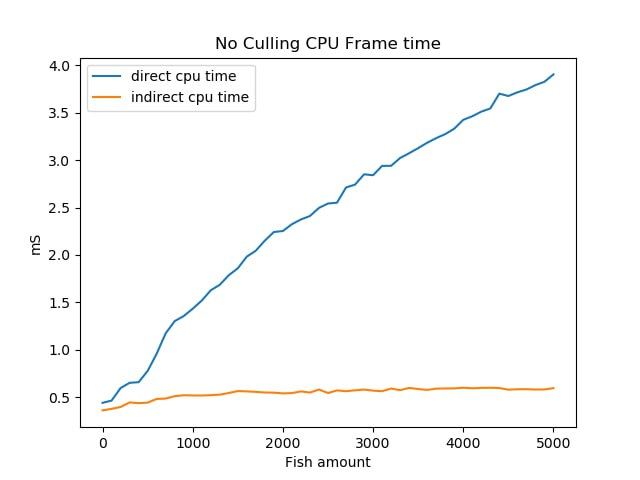 No Culling CPU Frame time
direct cpu time
indirect cpu time
4.0
3.5
3.0
2.5
2.0
1.5
1.0
0.5
mS
0 1000 2000 3000 4000 5000
Fish amount